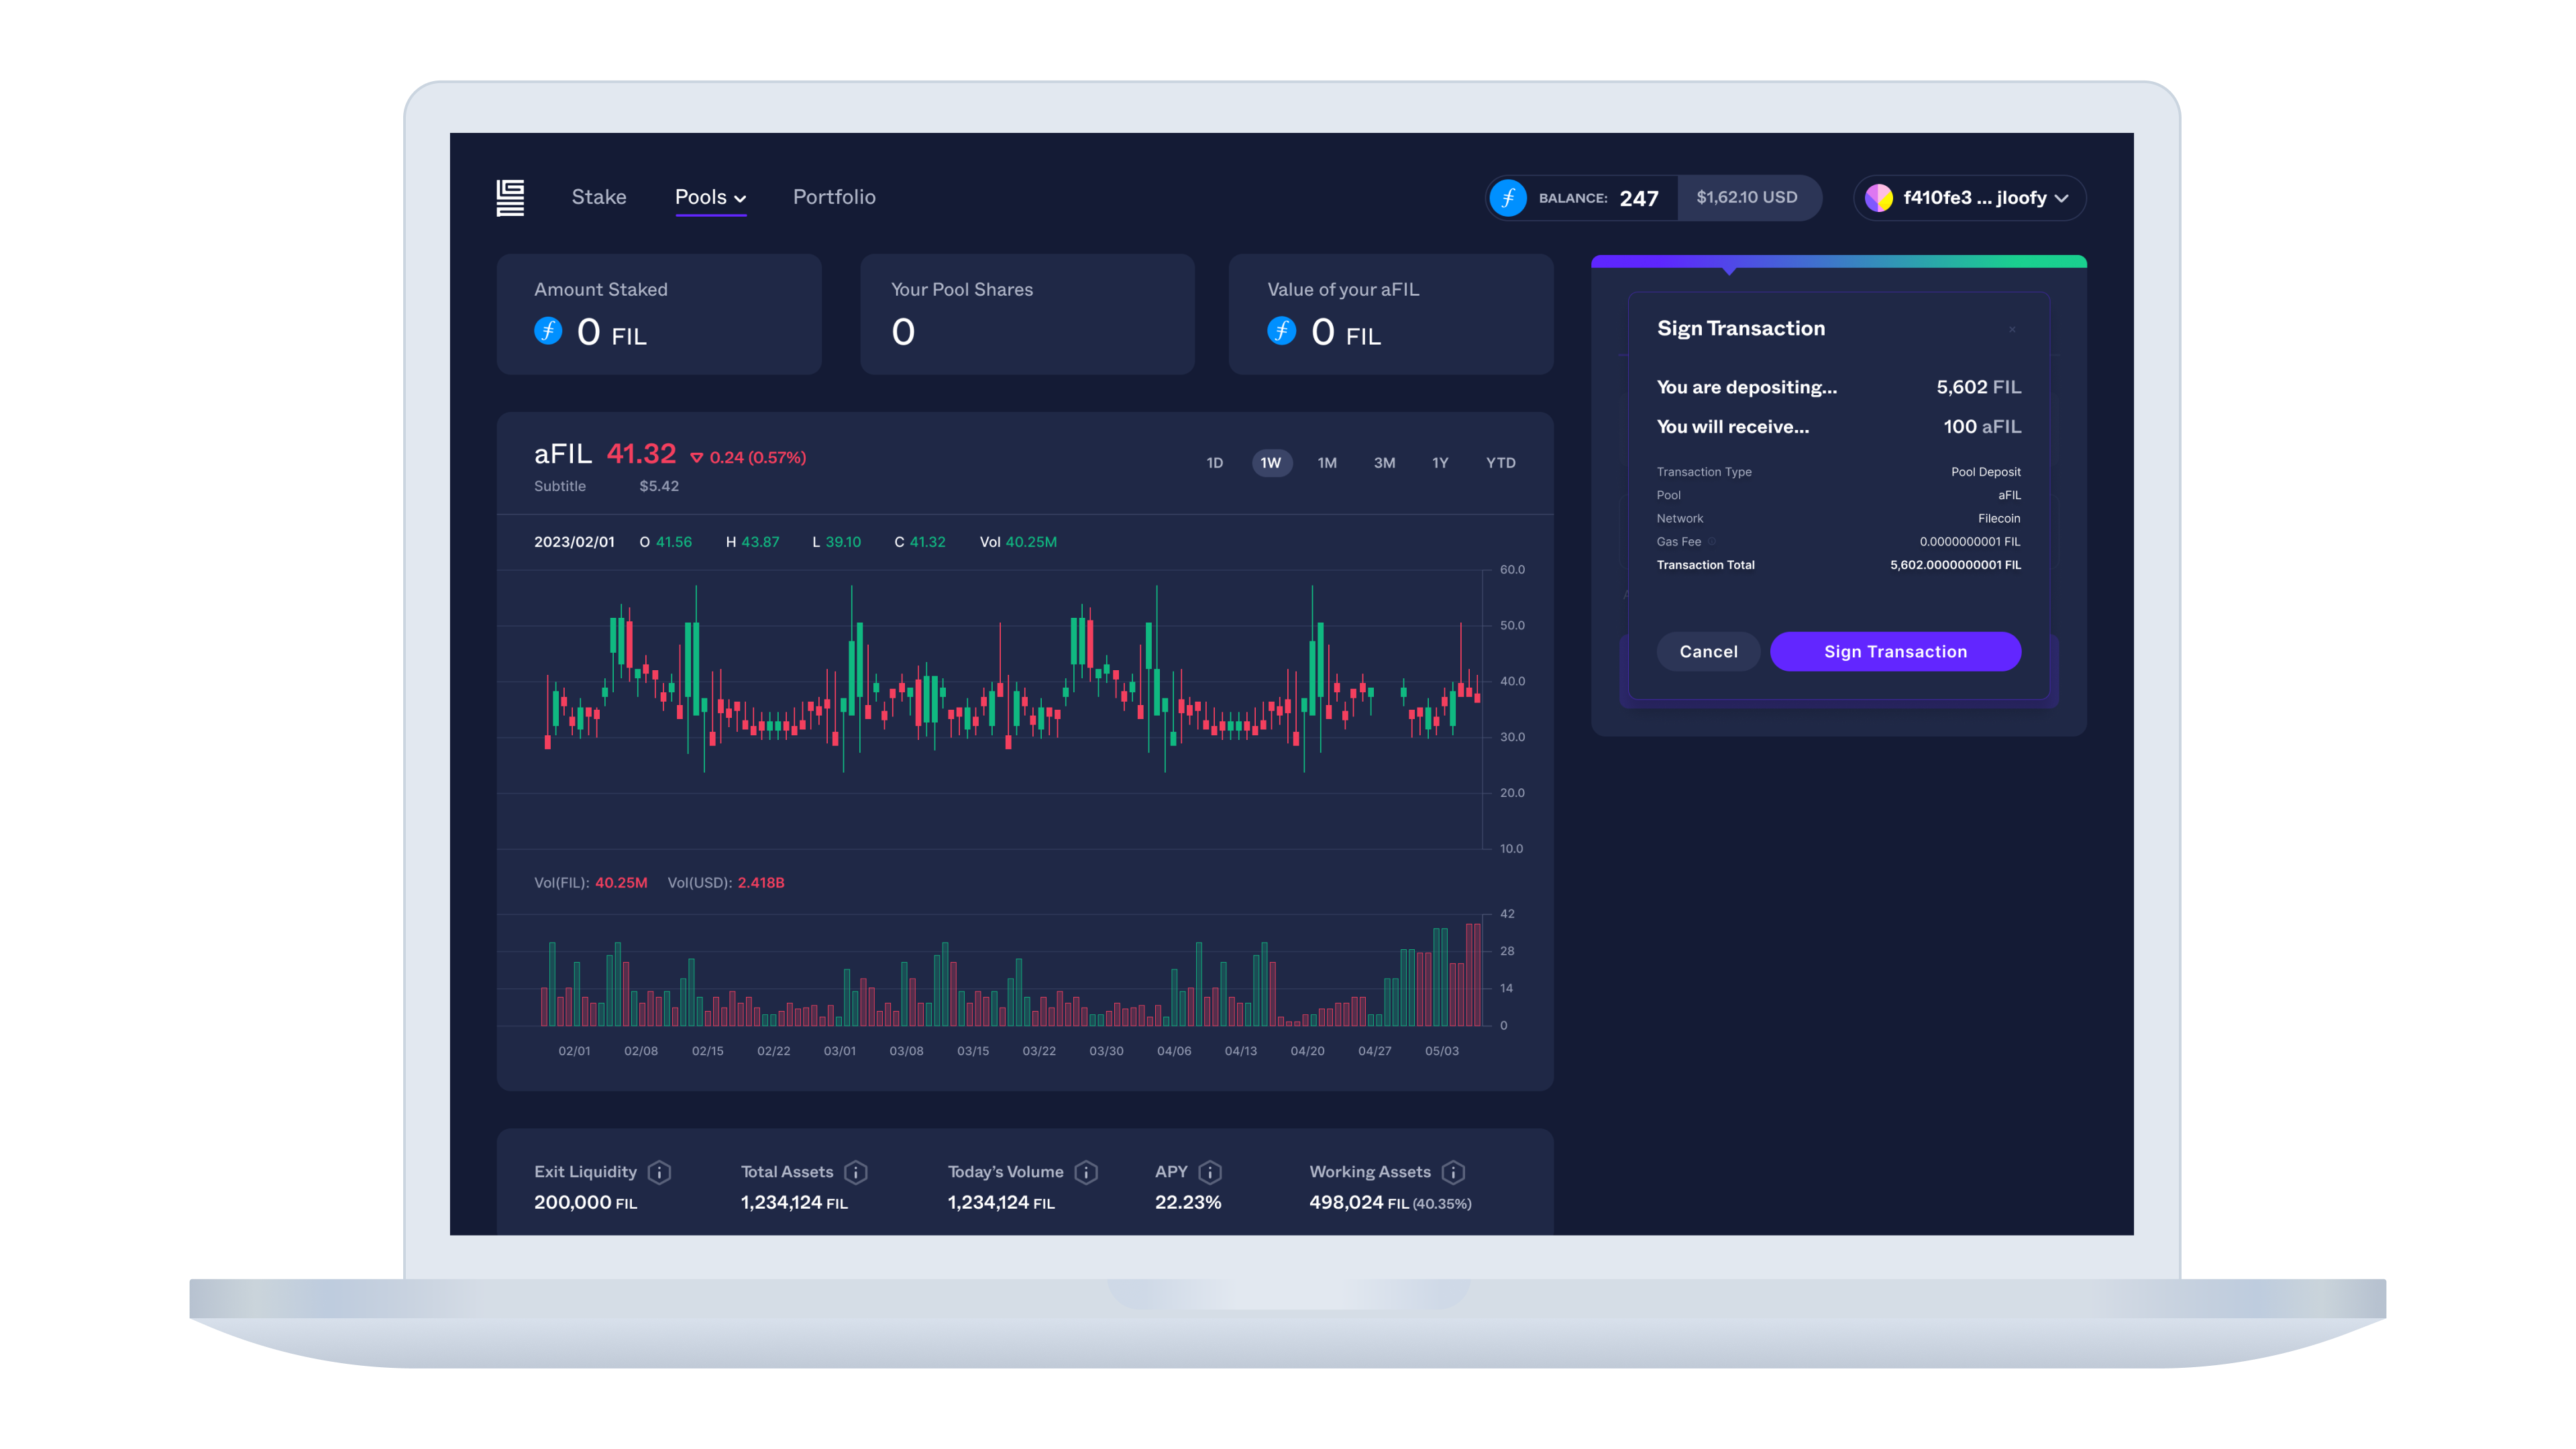 Stake Pools Portfolio BALANCE: 247 $1,62.10 USD f410fe3 ... jloofy
Amount Staked
0 FIL
Your Pool Shares
0
Value of your aFIL
0 FIL
Sign Transaction
You are depositing... 5,602 FIL
You will receive... 100 aFIL
Transaction Type Pool Deposit
Pool aFIL
Network Filecoin
Gas Fee 0.0000000001 FIL
Transaction Total 5,602.0000000001 FIL
Cancel Sign Transaction
aFIL 41.32 0.24 (0.57%)
Subtitle $5.42
1D 1W 1M 3M 1Y YTD
2023/02/01 O 41.56 H 43.87 L 39.10 C 41.32 Vol 40.25M
60.0
50.0
40.0
30.0
20.0
10.0
Vol(FIL): 40.25M Vol(USD): 2.418B
42
28
14
0
02/01 02/08 02/15 02/22 03/01 03/08 03/15 03/22 03/30 04/06 04/13 04/20 04/27 05/03
Exit Liquidity Total Assets Today's Volume APY Working Assets
200,000 FIL 1,234,124 FIL 1,234,124 FIL 22.23% 498,024 FIL (40.35%)